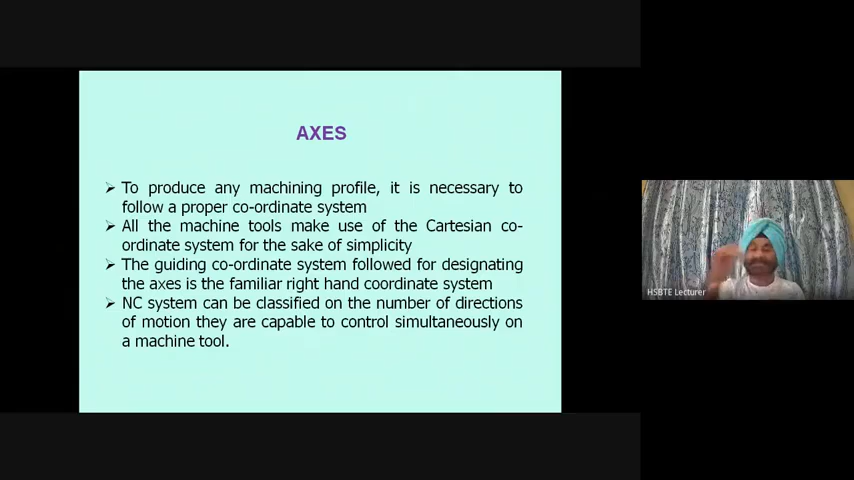 AXES
➢ To produce any machining profile, it is necessary to
follow a proper co-ordinate system
➢ All the machine tools make use of the Cartesian co-
ordinate system for the sake of simplicity
➢ The guiding co-ordinate system followed for designating
the axes is the familiar right hand coordinate system
➢ NC system can be classified on the number of directions
of motion they are capable to control simultaneously on
a machine tool.
HSBTE Lecturer